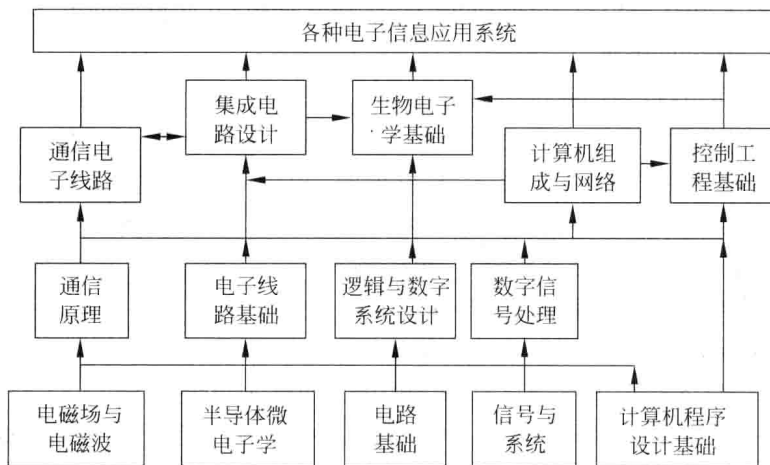 各种电子信息应用系统
集成电
路设计
生物电子
学基础
通信电
子线路
计算机组
成与网络
控制工
程基础
通信
原理
电子线
路基础
逻辑与数字
系统设计
数字信
号处理
电磁场与
电磁波
半导体微
电子学
电路
基础
信号与
系统
计算机程序
设计基础